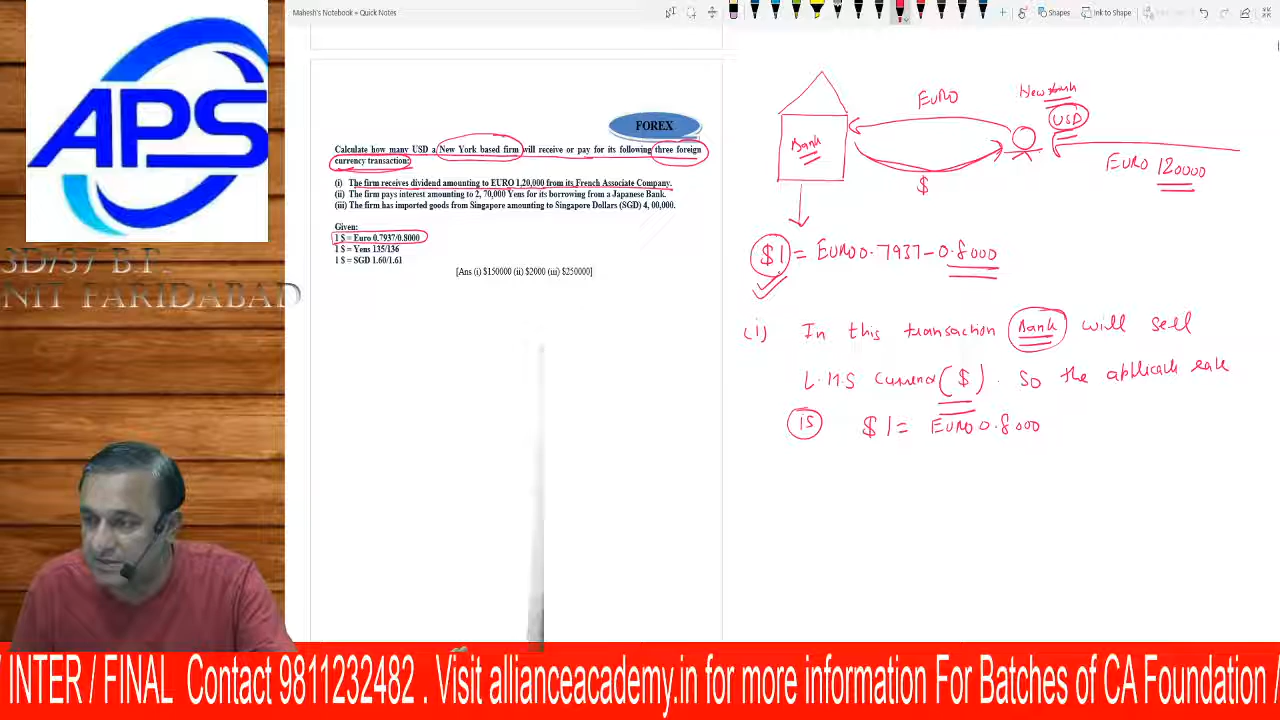 Mahesh's Notebook » Quick Notes
Shapes
Ink to Shape
APS
3D/37 B.P.
NIT FARIDABAD
FOREX
Calculate how many USD a New York based firm will receive or pay for its following three foreign
currency transaction:
(i) The firm receives dividend amounting to EURO 1,20,000 from its French Associate Company.
(ii) The firm pays interest amounting to 2, 70,000 Yens for its borrowing from a Japanese Bank.
(iii) The firm has imported goods from Singapore amounting to Singapore Dollars (SGD) 4, 00,000.
Given:
1 $ = Euro 0.7937/0.8000
1 $ = Yens 135/136
1 $ = SGD 1.60/1.61
[Ans (i) $150000 (ii) $2000 (iii) $250000]
EURO
USD
Bank
EURO 120000
$
$1 = EURO 0.7937-0.8000
(i) In this transaction Bank will sell
L.H.S currency ($). So the applicable rate
is $1= EURO 0.8000
/ INTER / FINAL Contact 9811232482 . Visit allianceacademy.in for more information For Batches of CA Foundation /